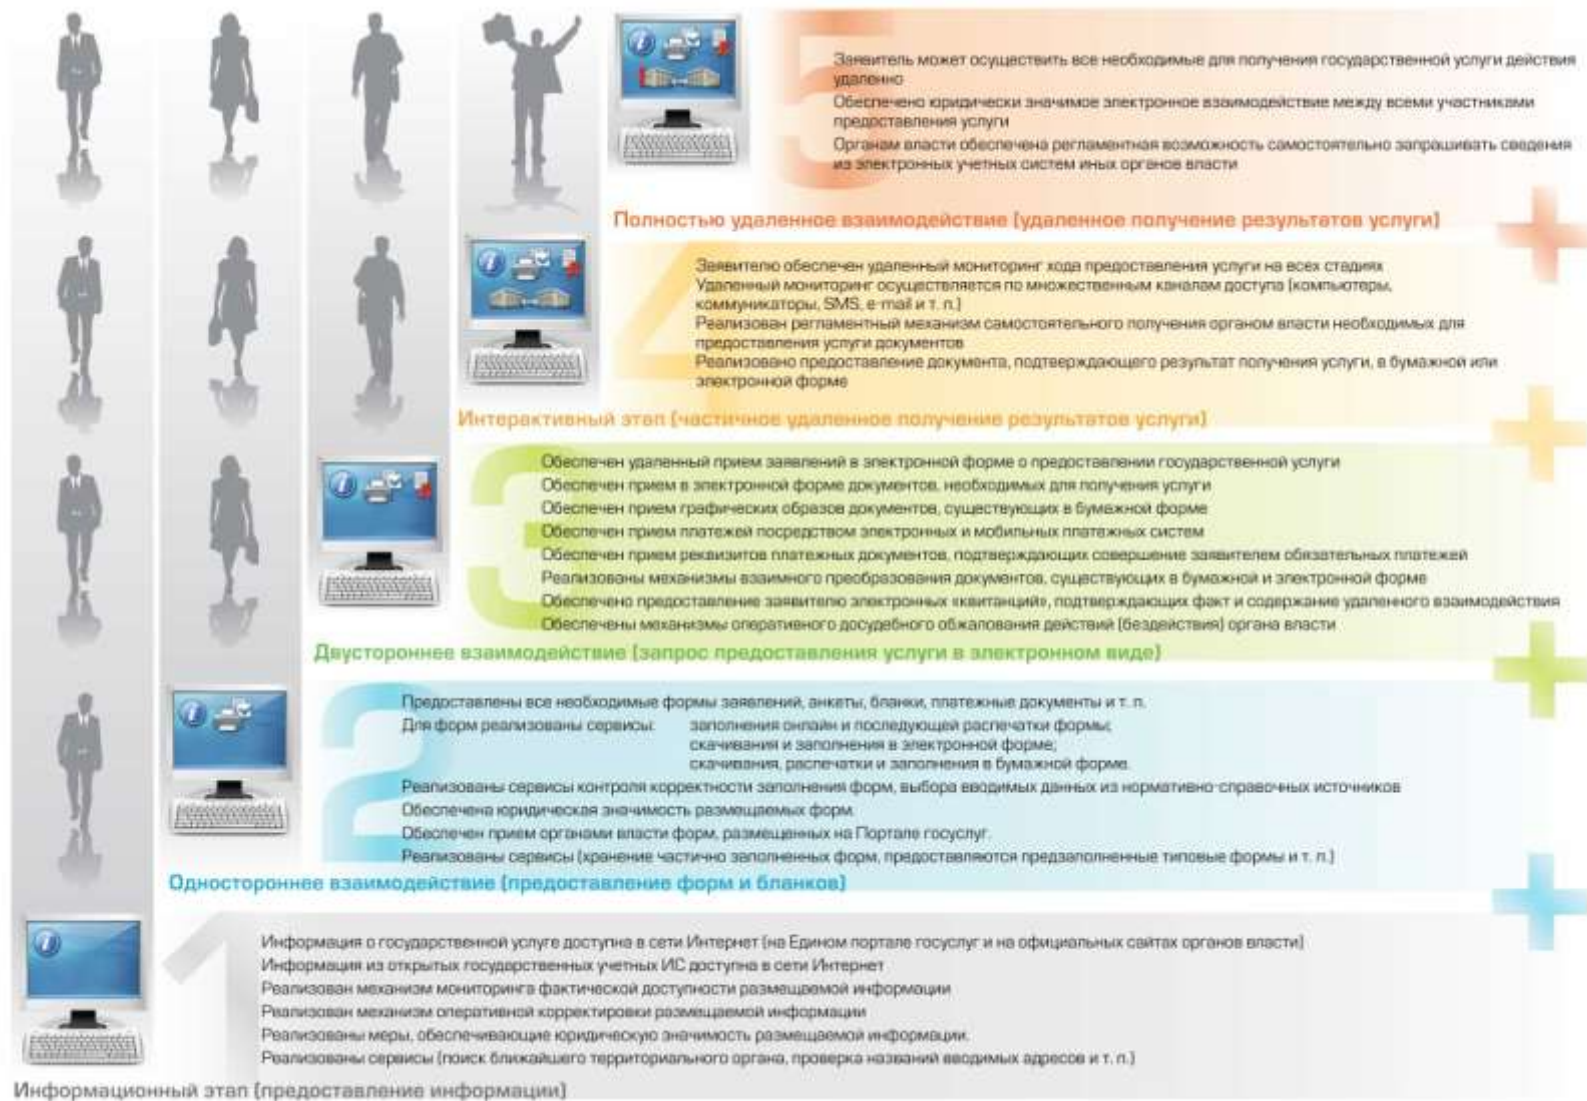 5
Заявитель может осуществить все необходимые для получения государственной услуги действия
удаленно
Обеспечено юридически значимое электронное взаимодействие между всеми участниками
предоставления услуги
Органам власти обеспечена регламентная возможность самостоятельно запрашивать сведения
из электронных учетных систем иных органов власти
Полностью удаленное взаимодействие (удаленное получение результатов услуги)
4
Заявителю обеспечен удаленный мониторинг хода предоставления услуги на всех стадиях
Удаленный мониторинг осуществляется по множественным каналам доступа (компьютеры,
коммуникаторы, SMS, e-mail и т. п.)
Реализован регламентный механизм самостоятельного получения органом власти необходимых для
предоставления услуги документов
Реализовано предоставление документа, подтверждающего результат получения услуги, в бумажной или
электронной форме
Интерактивный этап (частичное удаленное получение результатов услуги)
3
Обеспечен удаленный прием заявлений в электронной форме о предоставлении государственной услуги
Обеспечен прием в электронной форме документов, необходимых для получения услуги
Обеспечен прием графических образов документов, существующих в бумажной форме
Обеспечен прием платежей посредством электронных и мобильных платежных систем
Обеспечен прием реквизитов платежных документов, подтверждающих совершение заявителем обязательных платежей
Реализованы механизмы взаимного преобразования документов, существующих в бумажной и электронной форме
Обеспечено предоставление заявителю электронных «квитанций», подтверждающих факт и содержание удаленного взаимодействия
Обеспечены механизмы оперативного досудебного обжалования действий (бездействия) органа власти
Двустороннее взаимодействие (запрос предоставления услуги в электронном виде)
2
Предоставлены все необходимые формы заявлений, анкеты, бланки, платежные документы и т. п.
Для форм реализованы сервисы: заполнения онлайн и последующей распечатки формы;
скачивания и заполнения в электронной форме;
скачивания, распечатки и заполнения в бумажной форме.
Реализованы сервисы контроля корректности заполнения форм, выбора вводимых данных из нормативно-справочных источников
Обеспечена юридическая значимость размещаемых форм.
Обеспечен прием органами власти форм, размещенных на Портале госуслуг.
Реализованы сервисы (хранение частично заполненных форм, предоставляются предзаполненные типовые формы и т. п.)
Одностороннее взаимодействие (предоставление форм и бланков)
1
Информация о государственной услуге доступна в сети Интернет (на Едином портале госуслуг и на официальных сайтах органов власти)
Информация из открытых государственных учетных ИС доступна в сети Интернет
Реализован механизм мониторинга фактической доступности размещаемой информации
Реализован механизм оперативной корректировки размещаемой информации
Реализованы меры, обеспечивающие юридическую значимость размещаемой информации.
Реализованы сервисы (поиск ближайшего территориального органа, проверка названий вводимых адресов и т. п.)
Информационный этап (предоставление информации)